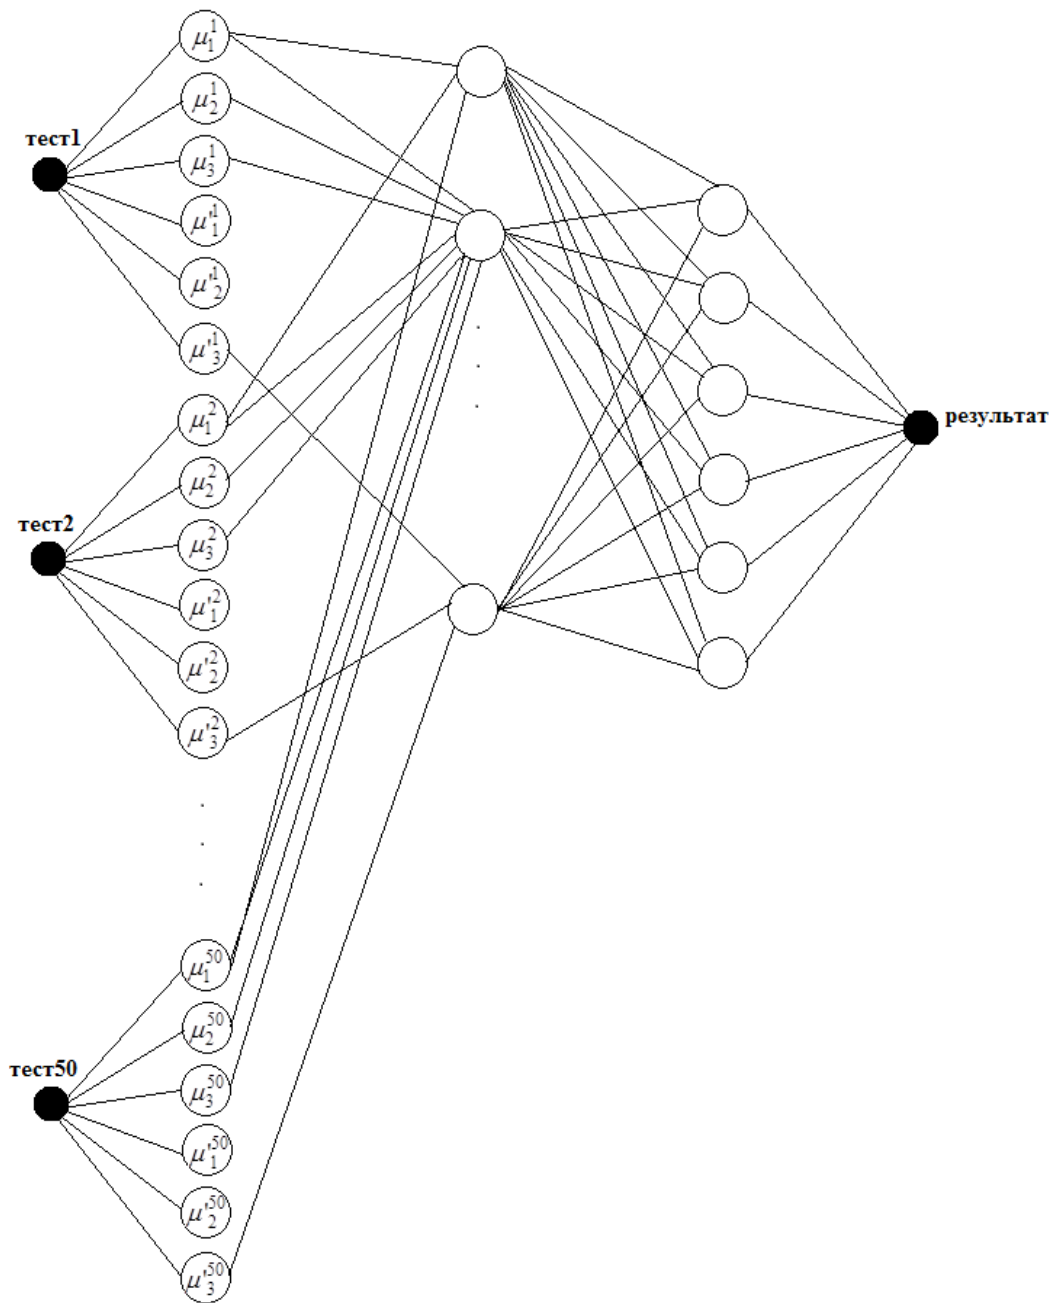 μ₁¹
μ₂¹
тест1
μ₃¹
μ'₁¹
μ'₂¹
μ'₃¹
μ₁²
результат
μ₂²
тест2
μ₃²
μ'₁²
μ'₂²
μ'₃²
.
.
.
μ₁⁵⁰
μ₂⁵⁰
тест50
μ₃⁵⁰
μ'₁⁵⁰
μ'₂⁵⁰
μ'₃⁵⁰